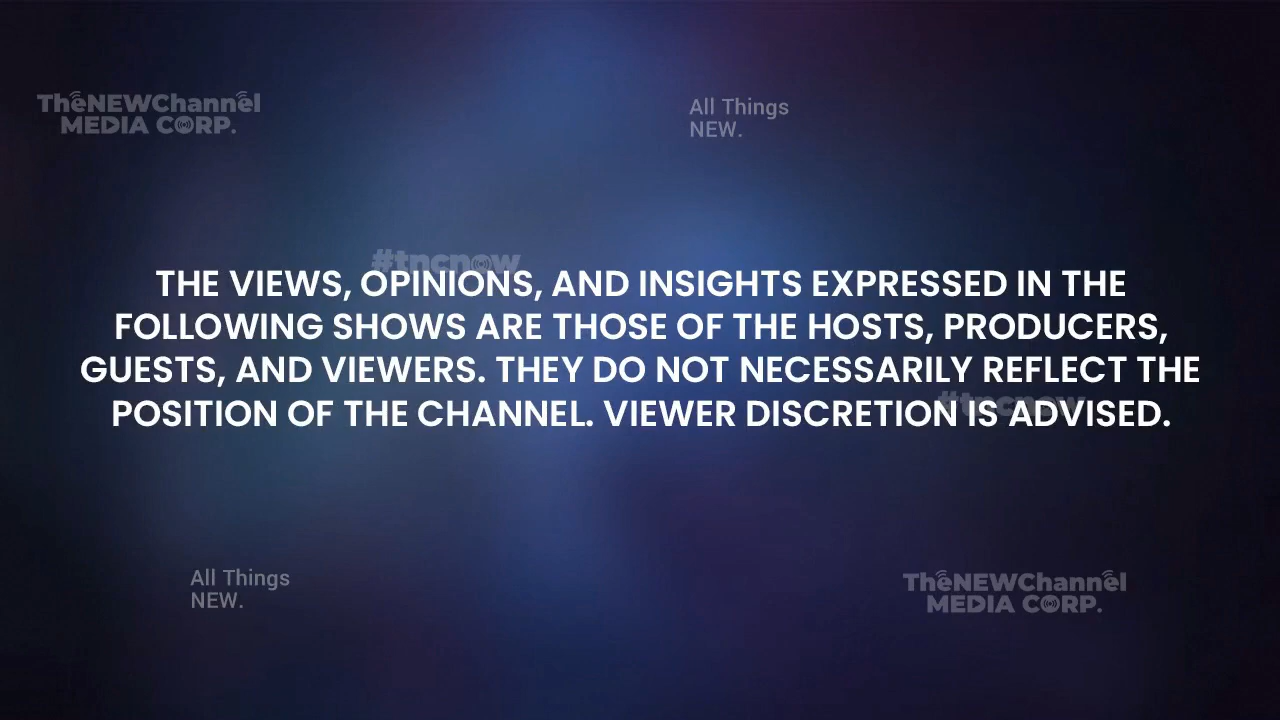 TheNEWChannel
MEDIA CORP.
All Things
NEW.
#tncnow
THE VIEWS, OPINIONS, AND INSIGHTS EXPRESSED IN THE
FOLLOWING SHOWS ARE THOSE OF THE HOSTS, PRODUCERS,
GUESTS, AND VIEWERS. THEY DO NOT NECESSARILY REFLECT THE
#tncnow
POSITION OF THE CHANNEL. VIEWER DISCRETION IS ADVISED.
All Things
NEW.
TheNEWChannel
MEDIA CORP.